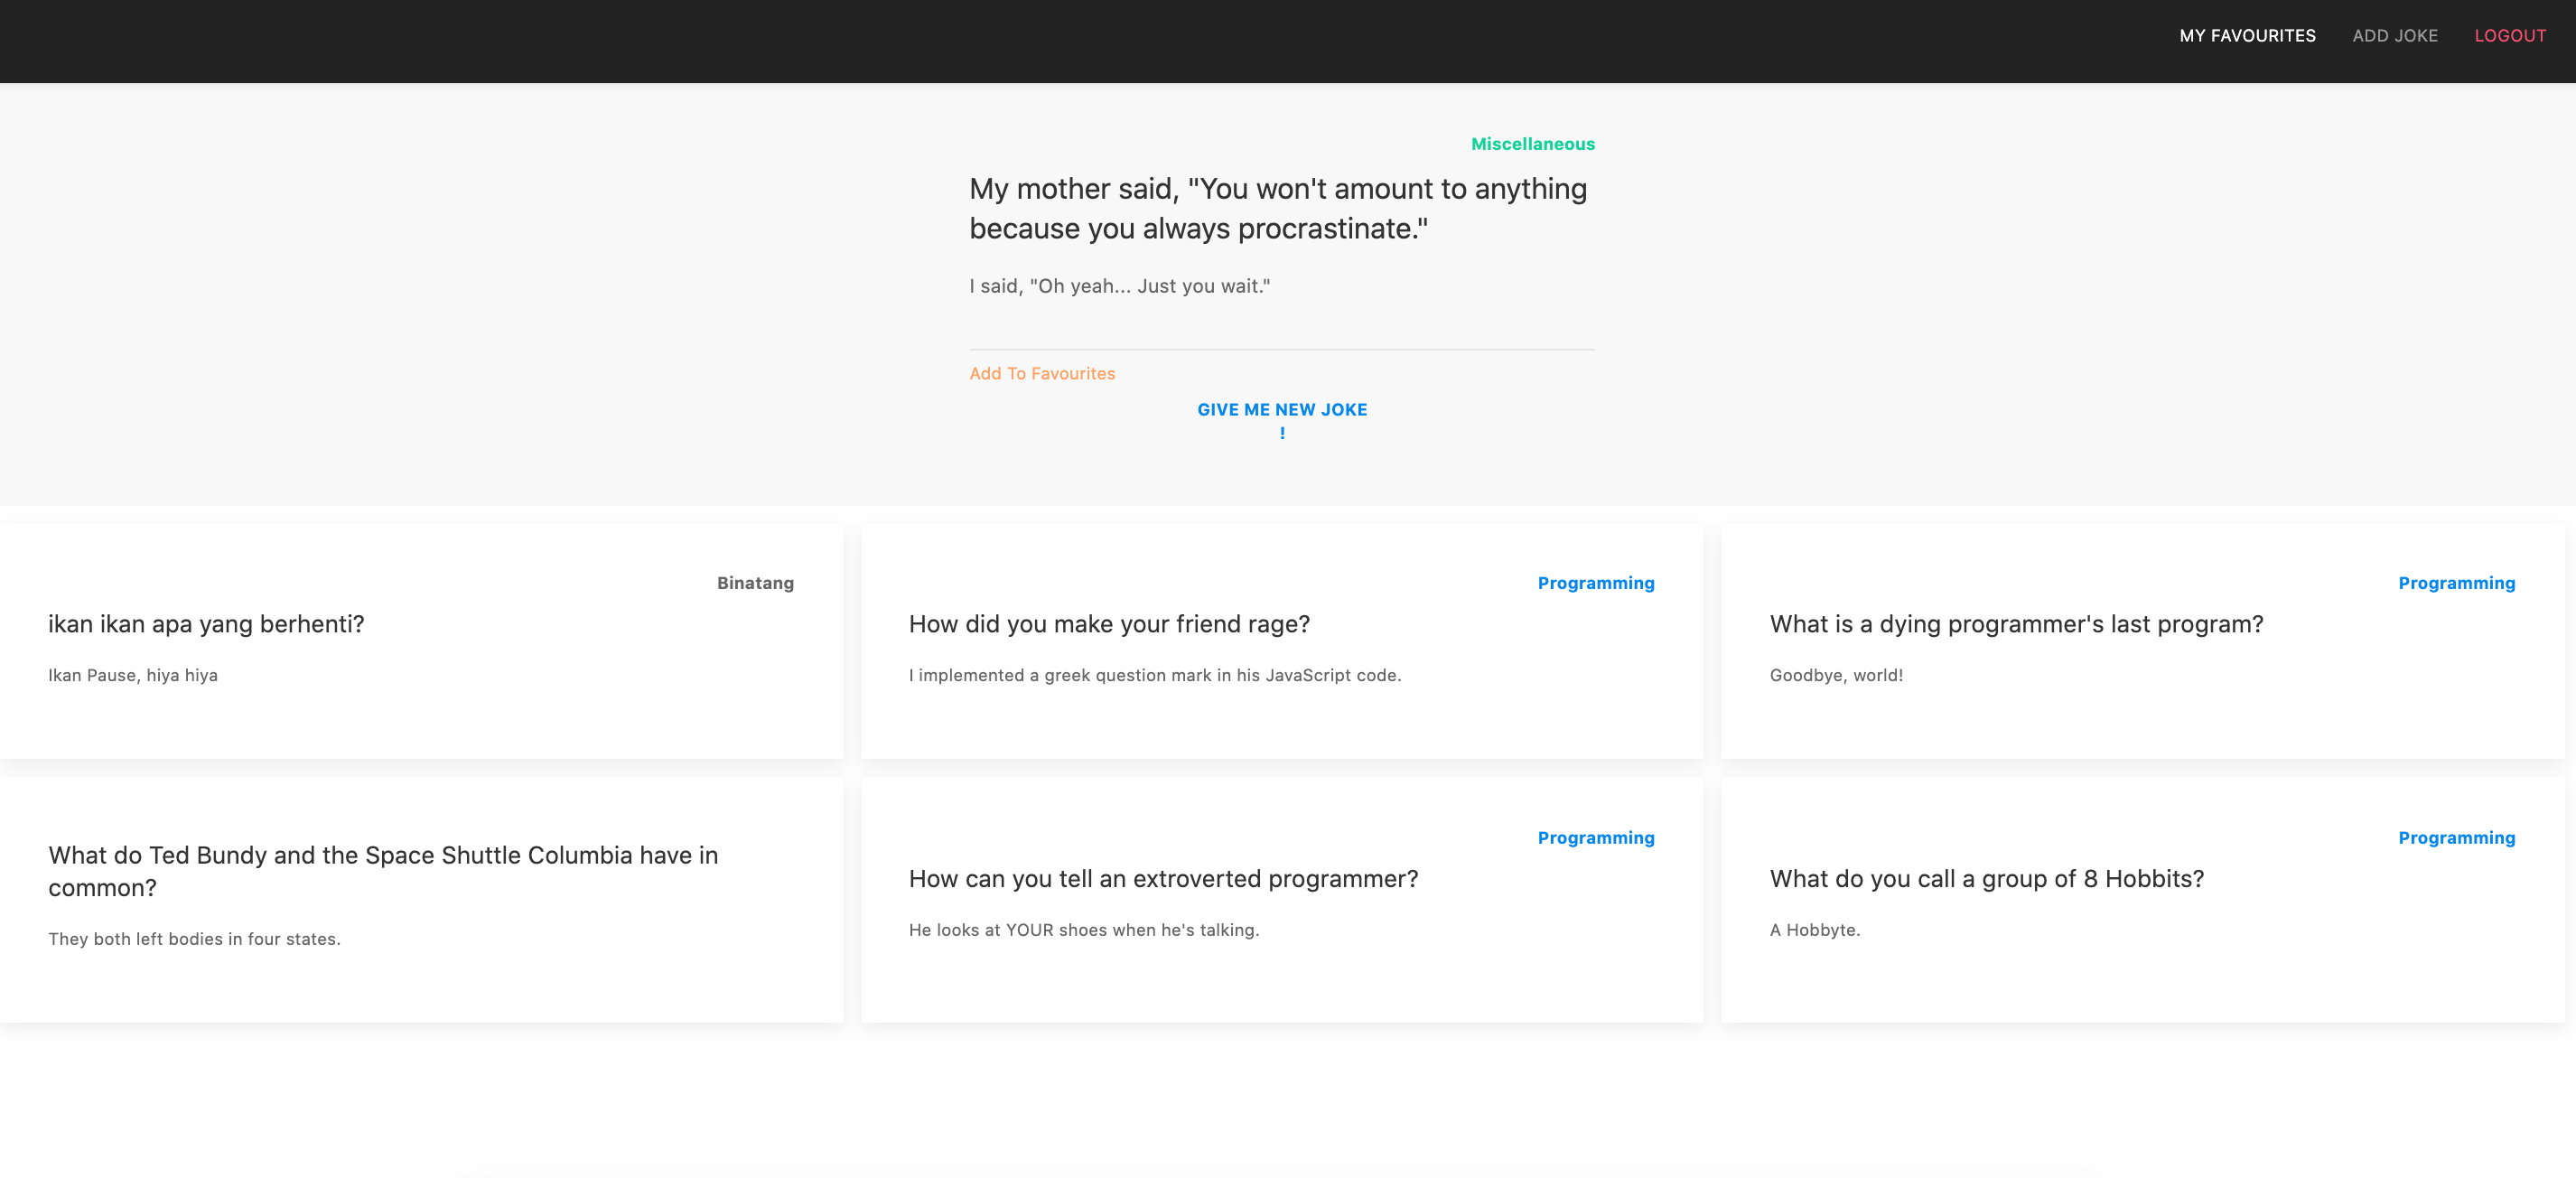 MY FAVOURITES ADD JOKE LOGOUT
Miscellaneous
My mother said, "You won't amount to anything
because you always procrastinate."
I said, "Oh yeah... Just you wait."
Add To Favourites
GIVE ME NEW JOKE
!
Binatang
ikan ikan apa yang berhenti?
Ikan Pause, hiya hiya
Programming
How did you make your friend rage?
I implemented a greek question mark in his JavaScript code.
Programming
What is a dying programmer's last program?
Goodbye, world!
What do Ted Bundy and the Space Shuttle Columbia have in
common?
They both left bodies in four states.
Programming
How can you tell an extroverted programmer?
He looks at YOUR shoes when he's talking.
Programming
What do you call a group of 8 Hobbits?
A Hobbyte.